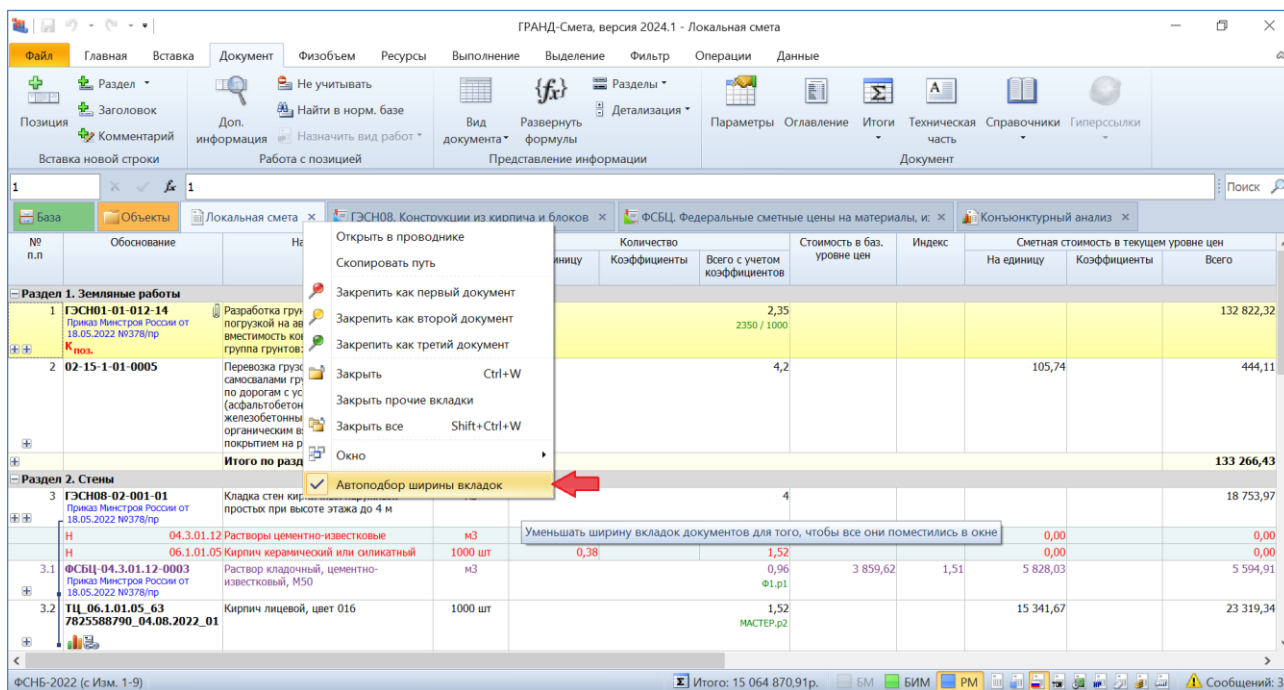 ГРАНД-Смета, версия 2024.1 - Локальная смета
Файл Главная Вставка Документ Физобъем Ресурсы Выполнение Выделение Фильтр Операции Данные
Позиция
Раздел
Заголовок
Комментарий
Вставка новой строки
Доп. информация
Не учитывать
Найти в норм. базе
Назначить вид работ
Работа с позицией
Вид документа
Развернуть формулы
Разделы
Детализация
Представление информации
Параметры Оглавление Итоги Техническая часть Справочники Гиперссылки
Документ
1 fx 1 Поиск
База Объекты Локальная смета × ГЭСН08. Конструкции из кирпича и блоков × ФСБЦ. Федеральные сметные цены на материалы, и: × Конъюнктурный анализ ×
№ п.п Обоснование На Количество Стоимость в баз. уровне цен Индекс Сметная стоимость в текущем уровне цен
иницу Коэффициенты Всего с учетом коэффициентов На единицу Коэффициенты Всего
Раздел 1. Земляные работы
1 ГЭСН01-01-012-14 Разработка грун 2,35 132 822,32
Приказ Минстроя России от погрузкой на ав 2350 / 1000
18.05.2022 №378/пр вместимость ков
Кпоз. группа грунтов:
2 02-15-1-01-0005 Перевозка грузо 4,2 105,74 444,11
самосвалами гру
по дорогам с ус
(асфальтобетон
железобетонны
органическим в
покрытием на р
Итого по разд 133 266,43
Раздел 2. Стены
3 ГЭСН08-02-001-01 Кладка стен кир 4 18 753,97
Приказ Минстроя России от простых при высоте этажа до 4 м
18.05.2022 №378/пр
Н 04.3.01.12 Растворы цементно-известковые м3 0,00 0,00
Н 06.1.01.05 Кирпич керамический или силикатный 1000 шт 0,38 1,52 0,00 0,00
3.1 ФСБЦ-04.3.01.12-0003 Раствор кладочный, цементно- м3 0,96 3 859,62 1,51 5 828,03 5 594,91
Приказ Минстроя России от известковый, М50 Ф1.р1
18.05.2022 №378/пр
3.2 ТЦ_06.1.01.05_63 Кирпич лицевой, цвет 016 1000 шт 1,52 15 341,67 23 319,34
7825588790_04.08.2022_01 МАСТЕР.р2
Открыть в проводнике
Скопировать путь
Закрепить как первый документ
Закрепить как второй документ
Закрепить как третий документ
Закрыть Ctrl+W
Закрыть прочие вкладки
Закрыть все Shift+Ctrl+W
Окно
Автоподбор ширины вкладок
Уменьшать ширину вкладок документов для того, чтобы все они поместились в окне
ФСНБ-2022 (с Изм. 1-9) Итого: 15 064 870,91р. БМ БИМ РМ Сообщений: 3